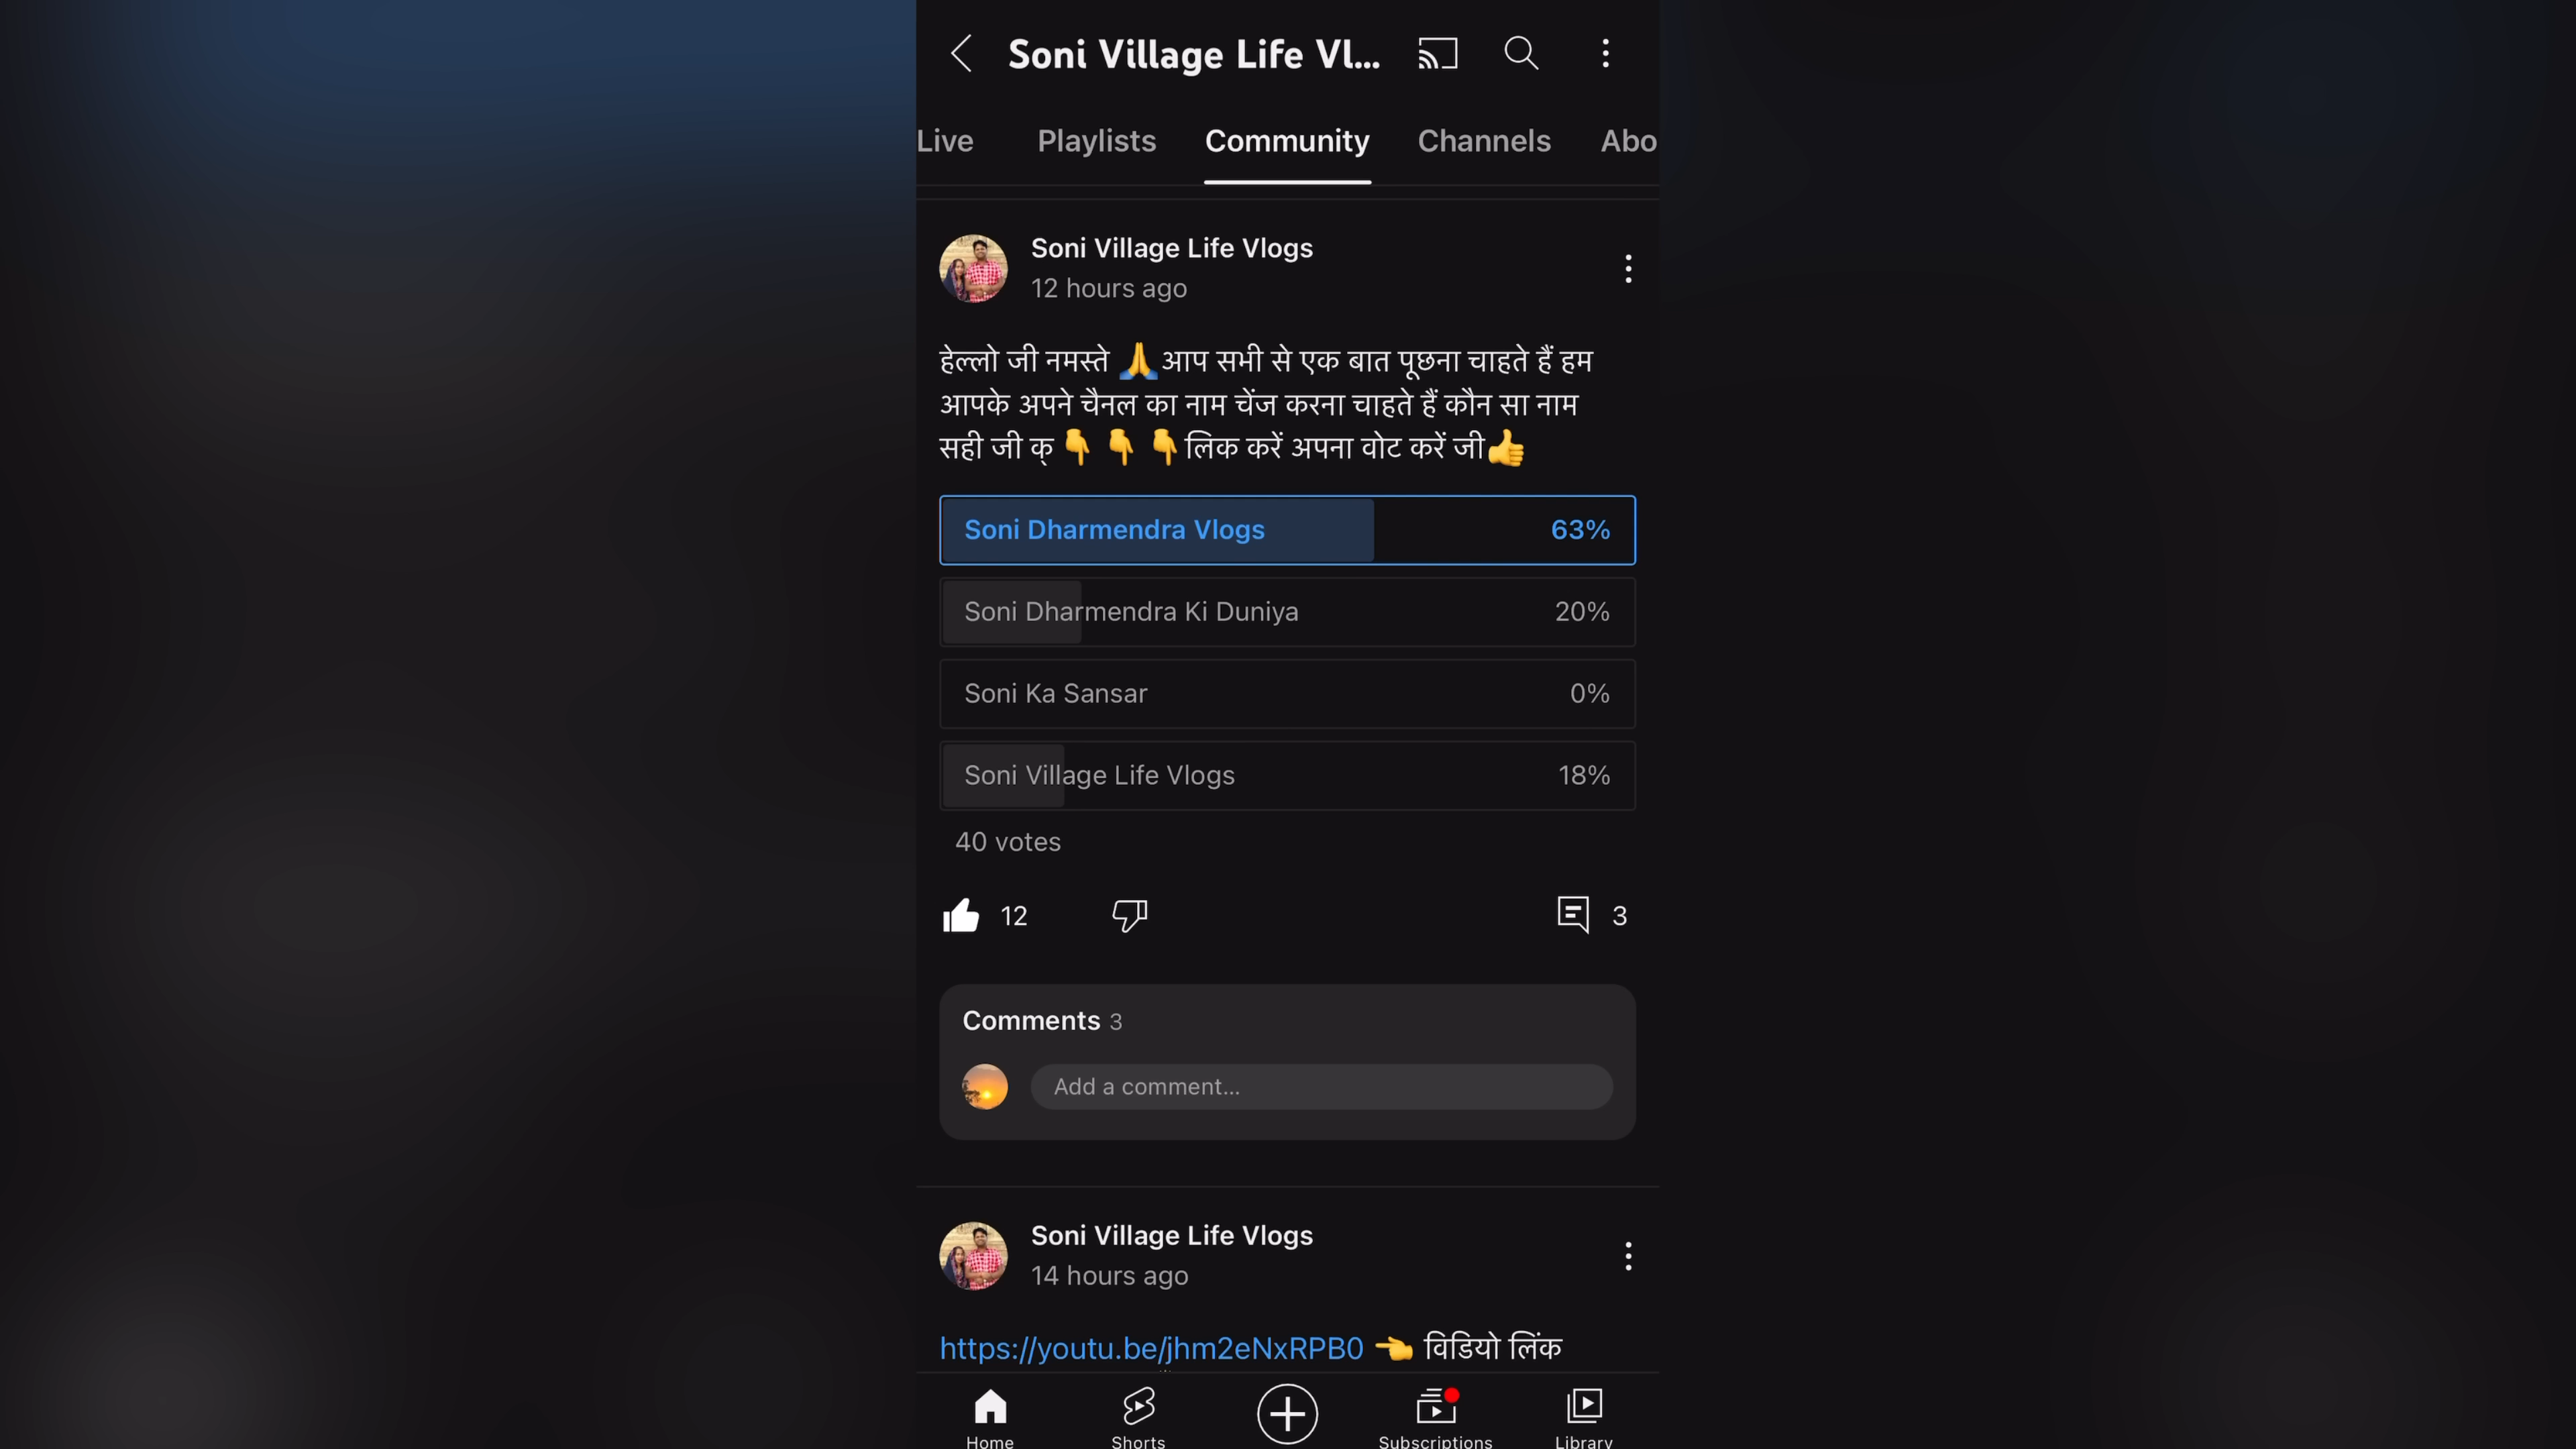 Soni Village Life Vl...
Live Playlists Community Channels Abo
Soni Village Life Vlogs
12 hours ago
हेल्लो जी नमस्ते 🙏आप सभी से एक बात पूछना चाहते हैं हम
आपके अपने चैनल का नाम चेंज करना चाहते हैं कौन सा नाम
सही जी क् 👇 👇 👇लिक करें अपना वोट करें जी👍
Soni Dharmendra Vlogs 63%
Soni Dharmendra Ki Duniya 20%
Soni Ka Sansar 0%
Soni Village Life Vlogs 18%
40 votes
12 3
Comments 3
Add a comment...
Soni Village Life Vlogs
14 hours ago
https://youtu.be/jhm2eNxRPB0 👈 विडियो लिंक
Home Shorts Subscriptions Library